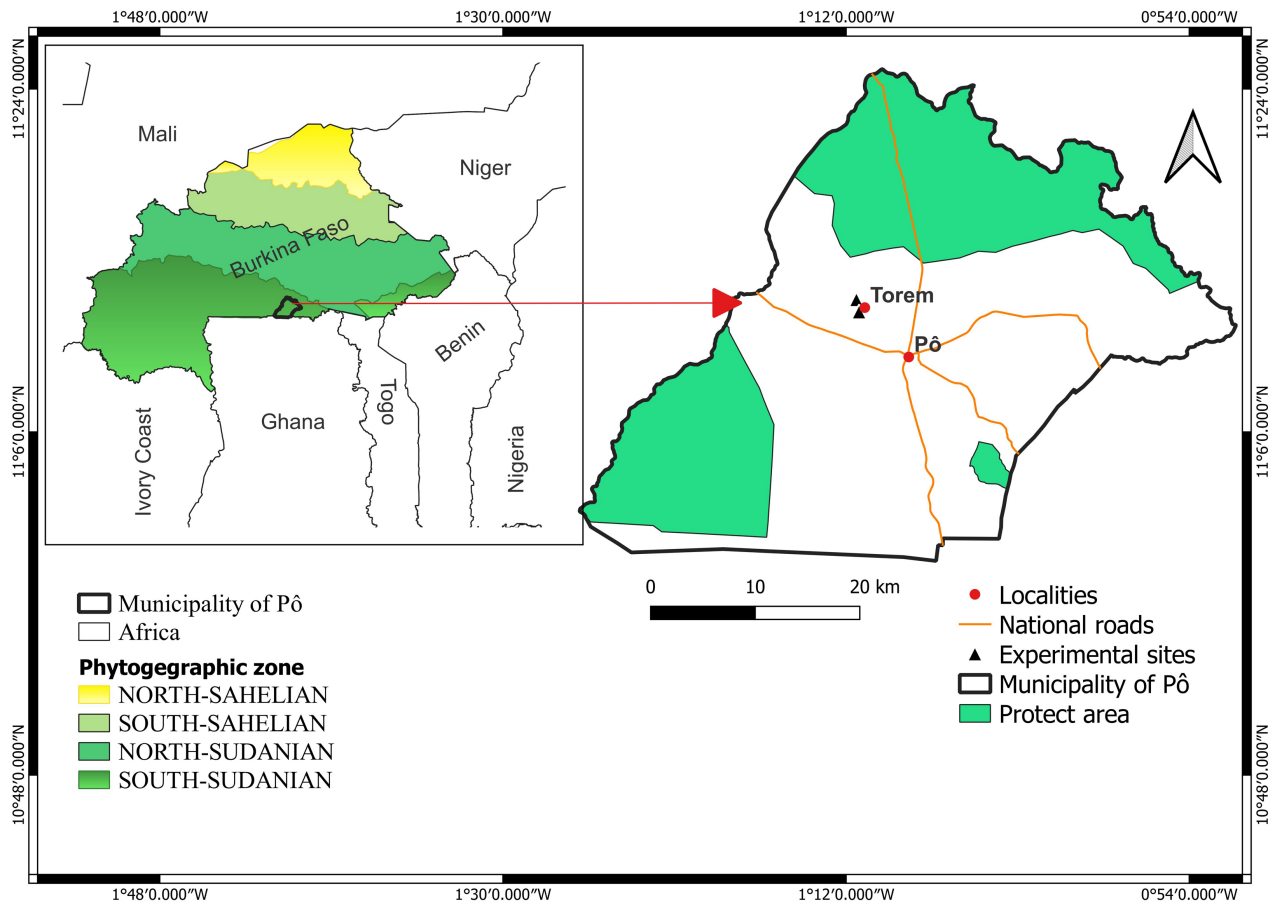 1°48′0.000″W
1°30′0.000″W
1°12′0.000″W
0°54′0.000″W
11°24′0.000″N
11°6′0.000″N
10°48′0.000″N
11°24′0.000″N
11°6′0.000″N
10°48′0.000″N
Mali
Niger
Burkina Faso
Benin
Togo
Ghana
Ivory Coast
Nigeria
Torem
Pô
0 10 20 km
Municipality of Pô
Africa
Phytogegraphic zone
NORTH-SAHELIAN
SOUTH-SAHELIAN
NORTH-SUDANIAN
SOUTH-SUDANIAN
Localities
National roads
Experimental sites
Municipality of Pô
Protect area
1°48′0.000″W
1°30′0.000″W
1°12′0.000″W
0°54′0.000″W